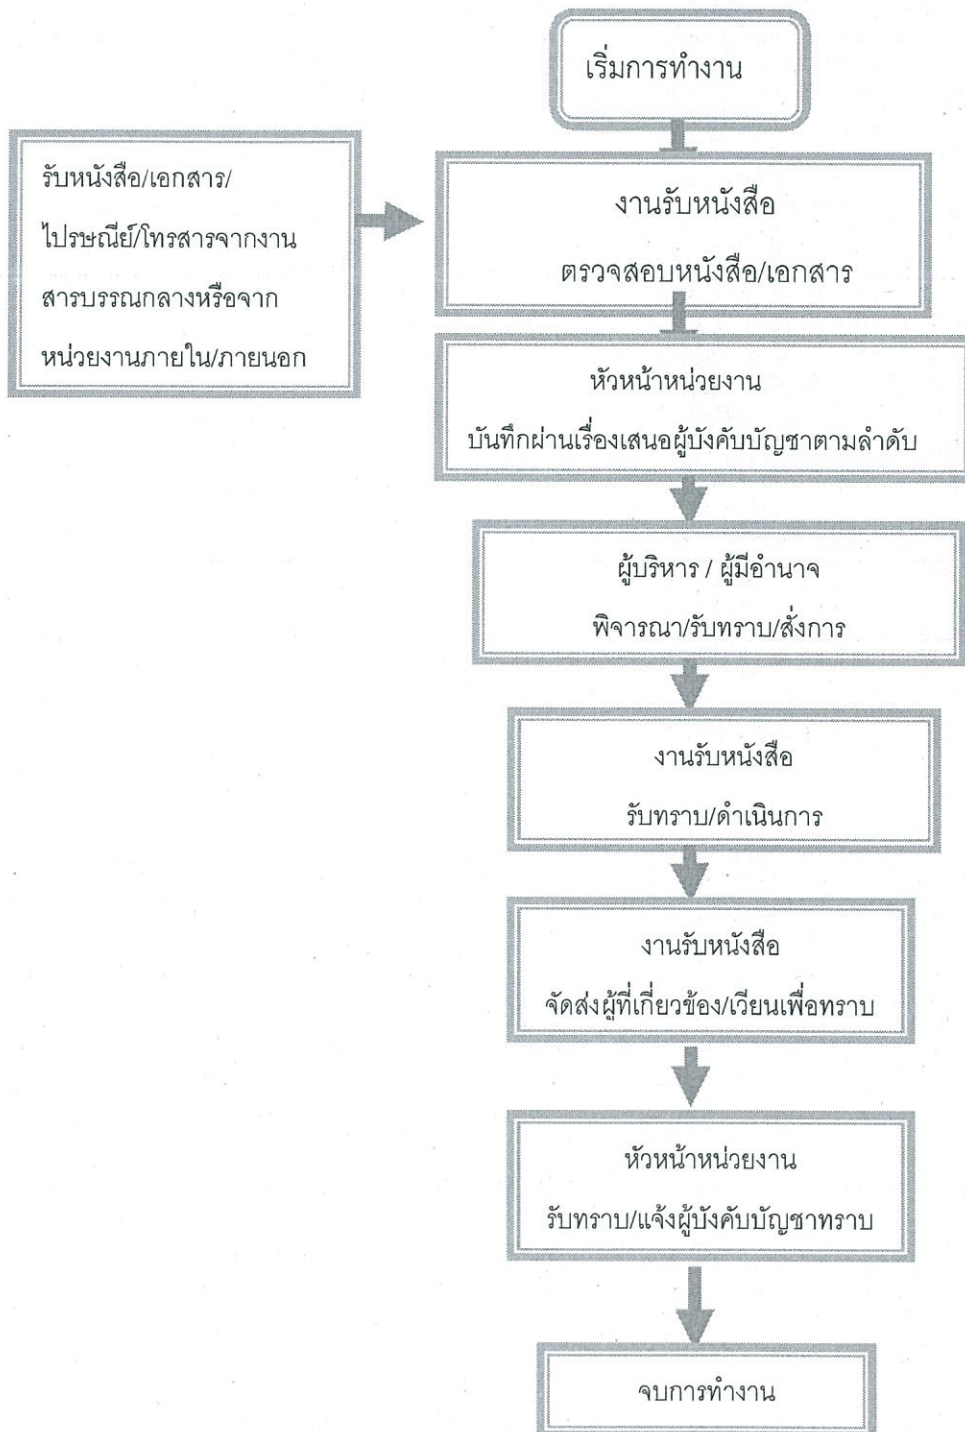 เริ่มการทำงาน
รับหนังสือ/เอกสาร/
ไปรษณีย์/โทรสารจากงาน
สารบรรณกลางหรือจาก
หน่วยงานภายใน/ภายนอก
งานรับหนังสือ
ตรวจสอบหนังสือ/เอกสาร
หัวหน้าหน่วยงาน
บันทึกผ่านเรื่องเสนอผู้บังคับบัญชาตามลำดับ
ผู้บริหาร / ผู้มีอำนาจ
พิจารณา/รับทราบ/สั่งการ
งานรับหนังสือ
รับทราบ/ดำเนินการ
งานรับหนังสือ
จัดส่งผู้ที่เกี่ยวข้อง/เวียนเพื่อทราบ
หัวหน้าหน่วยงาน
รับทราบ/แจ้งผู้บังคับบัญชาทราบ
จบการทำงาน